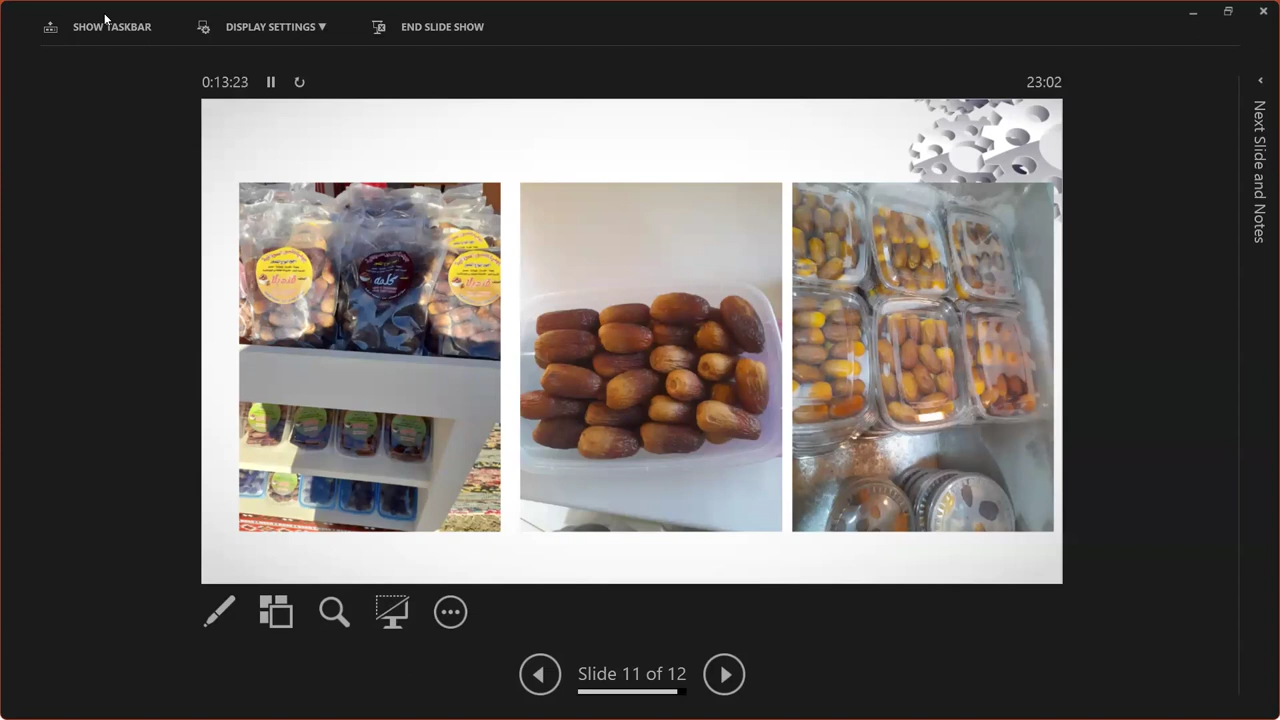 SHOW TASKBAR
DISPLAY SETTINGS ▼
END SLIDE SHOW
0:13:23
23:02
Next Slide and Notes
Slide 11 of 12